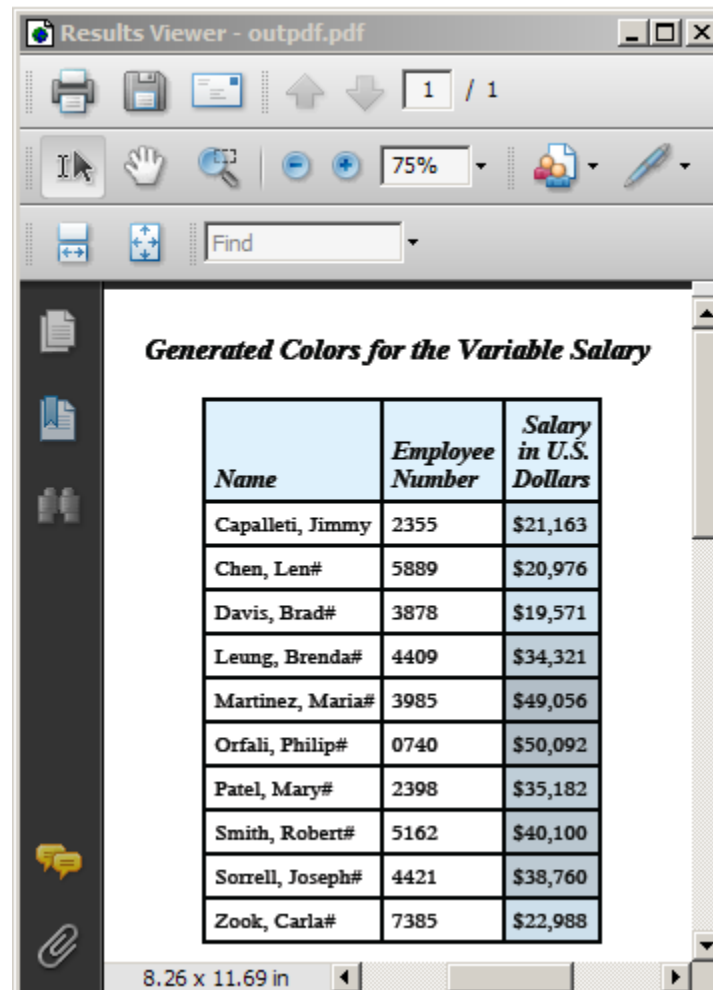 Results Viewer - outpdf.pdf
1 / 1
75%
Find
Generated Colors for the Variable Salary
Name Employee Number Salary in U.S. Dollars
Capalleti, Jimmy 2355 $21,163
Chen, Len# 5889 $20,976
Davis, Brad# 3878 $19,571
Leung, Brenda# 4409 $34,321
Martinez, Maria# 3985 $49,056
Orfali, Philip# 0740 $50,092
Patel, Mary# 2398 $35,182
Smith, Robert# 5162 $40,100
Sorrell, Joseph# 4421 $38,760
Zook, Carla# 7385 $22,988
8.26 x 11.69 in